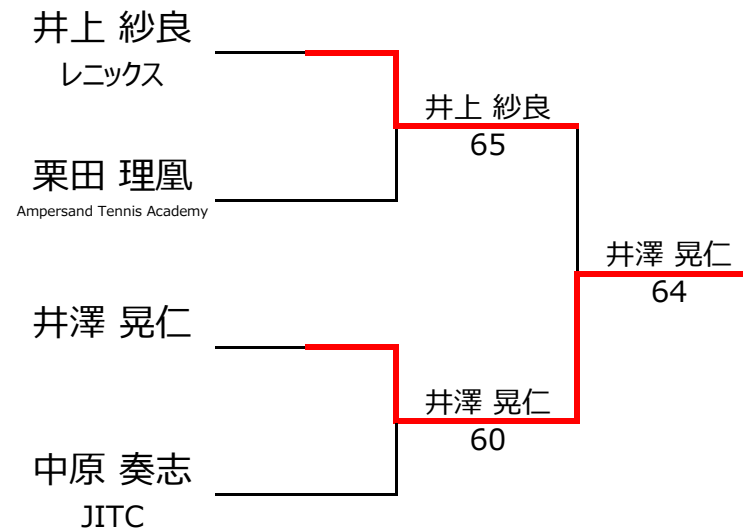 井上 紗良
レニックス
井上 紗良
65
栗田 理凰
Ampersand Tennis Academy
井澤 晃仁
64
井澤 晃仁
井澤 晃仁
60
中原 奏志
JITC